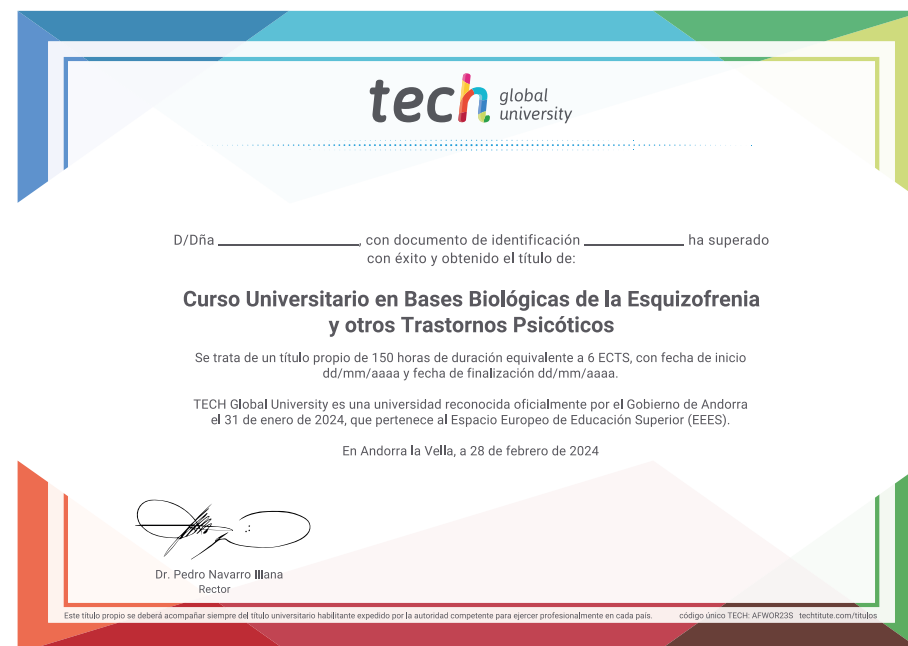 tech global university
D/Dña ____________________, con documento de identificación ______________ ha superado
con éxito y obtenido el título de:
Curso Universitario en Bases Biológicas de la Esquizofrenia
y otros Trastornos Psicóticos
Se trata de un título propio de 150 horas de duración equivalente a 6 ECTS, con fecha de inicio
dd/mm/aaaa y fecha de finalización dd/mm/aaaa.
TECH Global University es una universidad reconocida oficialmente por el Gobierno de Andorra
el 31 de enero de 2024, que pertenece al Espacio Europeo de Educación Superior (EEES).
En Andorra la Vella, a 28 de febrero de 2024
Dr. Pedro Navarro Illana
Rector
Este título propio se deberá acompañar siempre del título universitario habilitante expedido por la autoridad competente para ejercer profesionalmente en cada país. código único TECH: AFWOR23S techtitute.com/titulos